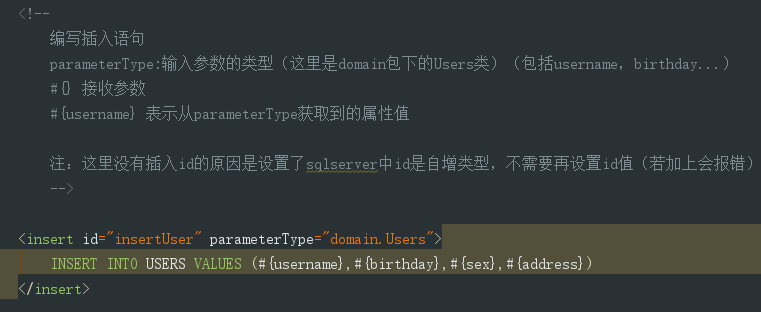 <!--
编写插入语句
parameterType:输入参数的类型（这里是domain包下的Users类）（包括username，birthday...）
#{} 接收参数
#{username} 表示从parameterType获取到的属性值
注：这里没有插入id的原因是设置了sqlserver中id是自增类型，不需要再设置id值（若加上会报错）
-->
<insert id="insertUser" parameterType="domain.Users">
INSERT INTO USERS VALUES (#{username},#{birthday},#{sex},#{address})
</insert>